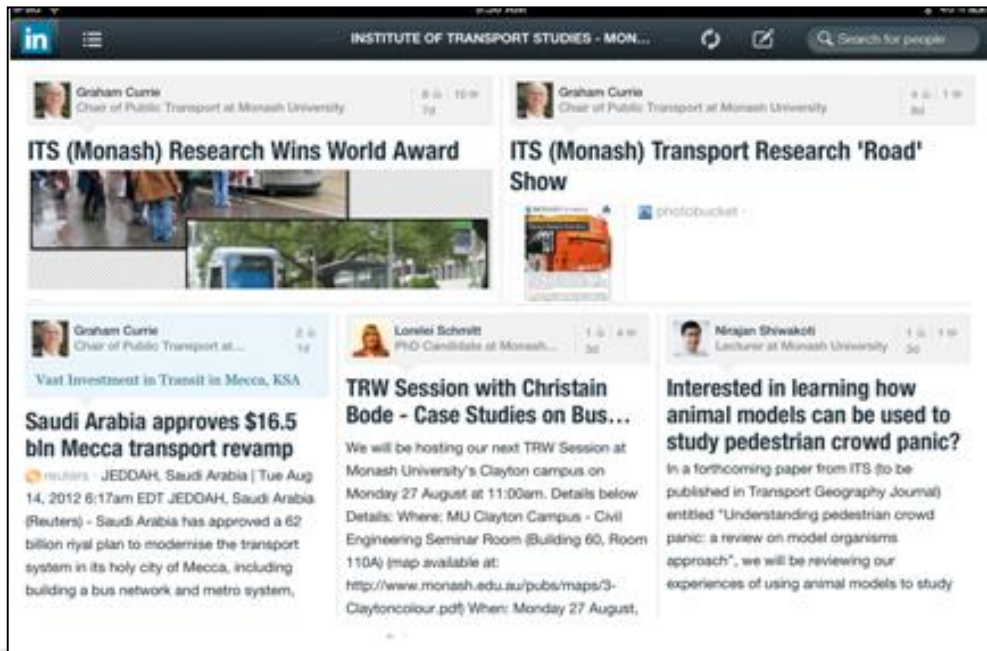 in
INSTITUTE OF TRANSPORT STUDIES - MON...
Search for people
Graham Currie
Chair of Public Transport at Monash University
7d
ITS (Monash) Research Wins World Award
Graham Currie
Chair of Public Transport at Monash University
8d
ITS (Monash) Transport Research 'Road'
Show
photobucket -
Graham Currie
Chair of Public Transport at...
2
1d
Vast Investment in Transit in Mecca, KSA
Saudi Arabia approves $16.5
bln Mecca transport revamp
reuters - JEDDAH, Saudi Arabia | Tue Aug
14, 2012 6:17am EDT JEDDAH, Saudi Arabia
(Reuters) - Saudi Arabia has approved a 62
billion riyal plan to modernise the transport
system in its holy city of Mecca, including
building a bus network and metro system,
Lorelei Schmitt
PhD Candidate at Monash...
1 4
3d
TRW Session with Christain
Bode - Case Studies on Bus...
We will be hosting our next TRW Session at
Monash University's Clayton campus on
Monday 27 August at 11:00am. Details below
Details: Where: MU Clayton Campus - Civil
Engineering Seminar Room (Building 60, Room
110A) (map available at:
http://www.monash.edu.au/pubs/maps/3-
Claytoncolour.pdf) When: Monday 27 August,
Nirajan Shiwakoti
Lecturer at Monash University
1 1
3d
Interested in learning how
animal models can be used to
study pedestrian crowd panic?
In a forthcoming paper from ITS (to be
published in Transport Geography Journal)
entitled "Understanding pedestrian crowd
panic: a review on model organisms
approach", we will be reviewing our
experiences of using animal models to study